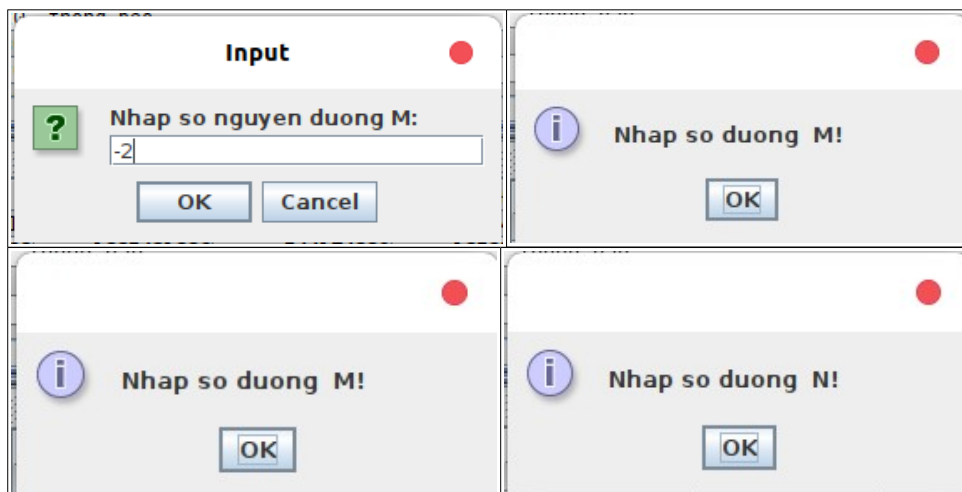 Input
?
Nhap so nguyen duong M:
-2
OK Cancel
i
Nhap so duong M!
OK
i
Nhap so duong M!
OK
i
Nhap so duong N!
OK